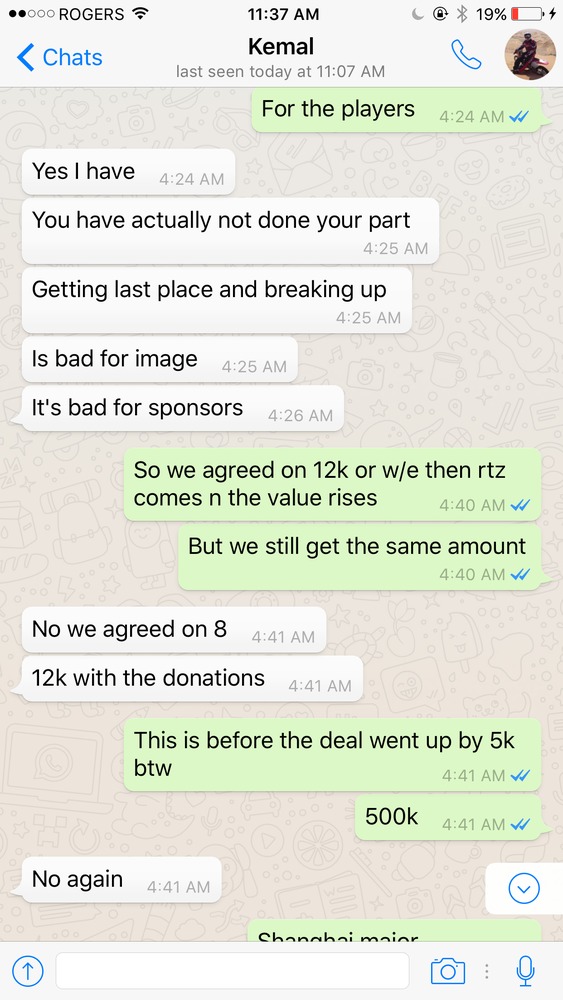 ROGERS 11:37 AM 19%
Chats
Kemal
last seen today at 11:07 AM
For the players 4:24 AM
Yes I have 4:24 AM
You have actually not done your part
4:25 AM
Getting last place and breaking up
4:25 AM
Is bad for image 4:25 AM
It's bad for sponsors 4:26 AM
So we agreed on 12k or w/e then rtz
comes n the value rises 4:40 AM
But we still get the same amount
4:40 AM
No we agreed on 8 4:41 AM
12k with the donations 4:41 AM
This is before the deal went up by 5k
btw 4:41 AM
500k 4:41 AM
No again 4:41 AM
Shanghai major